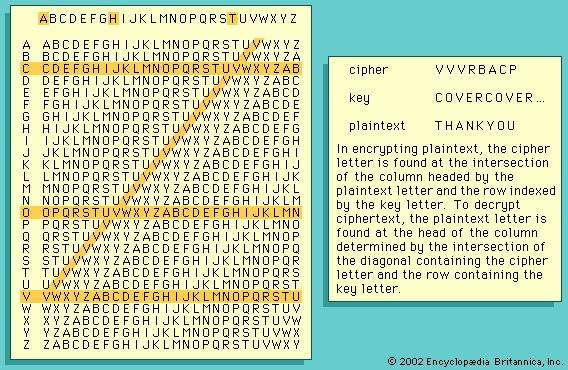 ABCDEFGHIJKLMNOPQRSTUVWXYZ
A ABCDEFGHIJKLMNOPQRSTUVWXYZ
B BCDEFGHIJKLMNOPQRSTUVWXYZA
C CDEFGHIJKLMNOPQRSTUVWXYZAB
D DEFGHIJKLMNOPQRSTUVWXYZABC
E EFGHIJKLMNOPQRSTUVWXYZABCD
F FGHIJKLMNOPQRSTUVWXYZABCDE
G GHIJKLMNOPQRSTUVWXYZABCDEF
H HIJKLMNOPQRSTUVWXYZABCDEFG
I IJKLMNOPQRSTUVWXYZABCDEFGH
J JKLMNOPQRSTUVWXYZABCDEFGHI
K KLMNOPQRSTUVWXYZABCDEFGHIJ
L LMNOPQRSTUVWXYZABCDEFGHIJK
M MNOPQRSTUVWXYZABCDEFGHIJKL
N NOPQRSTUVWXYZABCDEFGHIJKLM
O OPQRSTUVWXYZABCDEFGHIJKLMN
P PQRSTUVWXYZABCDEFGHIJKLMNO
Q QRSTUVWXYZABCDEFGHIJKLMNOP
R RSTUVWXYZABCDEFGHIJKLMNOPQ
S STUVWXYZABCDEFGHIJKLMNOPQR
T TUVWXYZABCDEFGHIJKLMNOPQRS
U UVWXYZABCDEFGHIJKLMNOPQRST
V VWXYZABCDEFGHIJKLMNOPQRSTU
W WXYZABCDEFGHIJKLMNOPQRSTUV
X XYZABCDEFGHIJKLMNOPQRSTUVW
Y YZABCDEFGHIJKLMNOPQRSTUVWX
Z ZABCDEFGHIJKLMNOPQRSTUVWXY
cipher VVVRBACP
key COVERCOVER...
plaintext THANKYOU
In encrypting plaintext, the cipher
letter is found at the intersection
of the column headed by the
plaintext letter and the row indexed
by the key letter. To decrypt
ciphertext, the plaintext letter is
found at the head of the column
determined by the intersection of
the diagonal containing the cipher
letter and the row containing the
key letter.
© 2002 Encyclopædia Britannica, Inc.